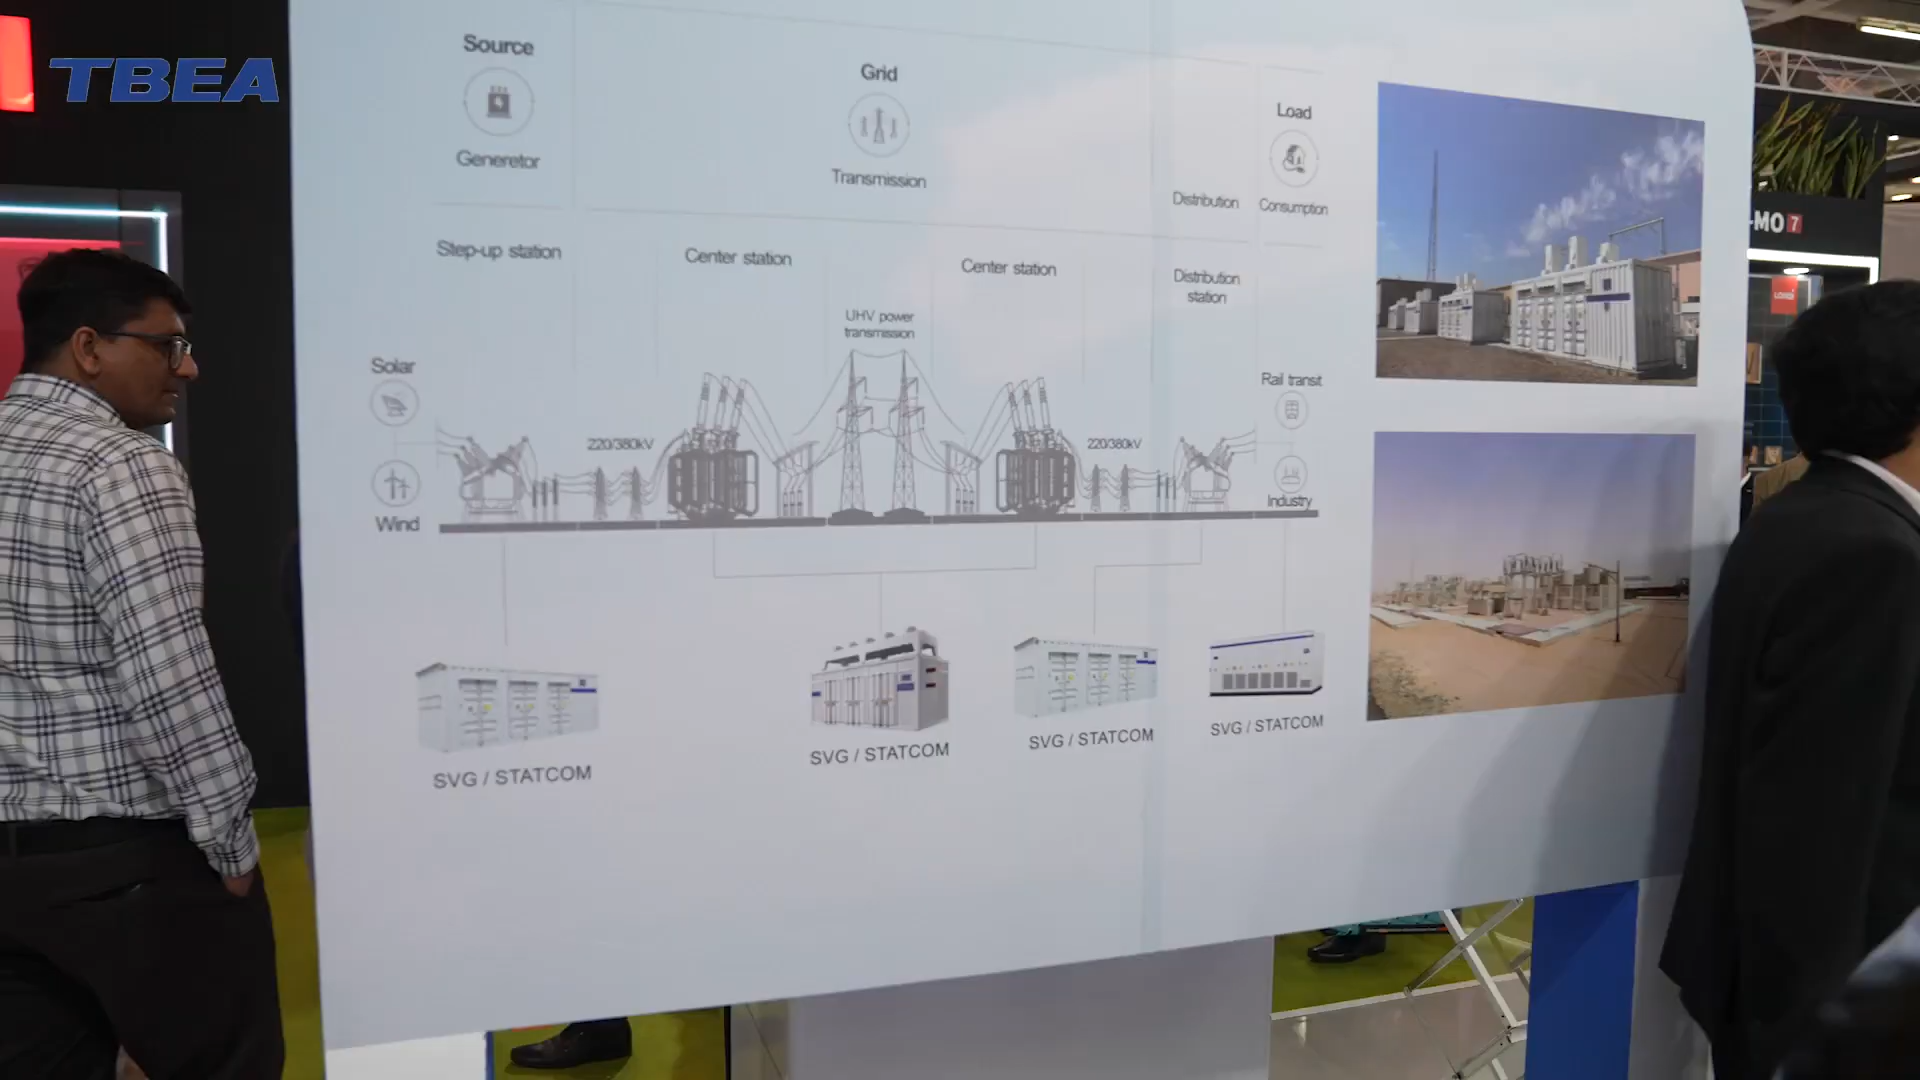 TBEA
Source
Generetor
Grid
Transmission
Load
Distribution
Consumption
Step-up station
Center station
Center station
Distribution
station
UHV power
transmission
Solar
Wind
220/380kV
220/380kV
Rail transit
Industry
SVG / STATCOM
SVG / STATCOM
SVG / STATCOM
SVG / STATCOM
-MO 7
LONGi